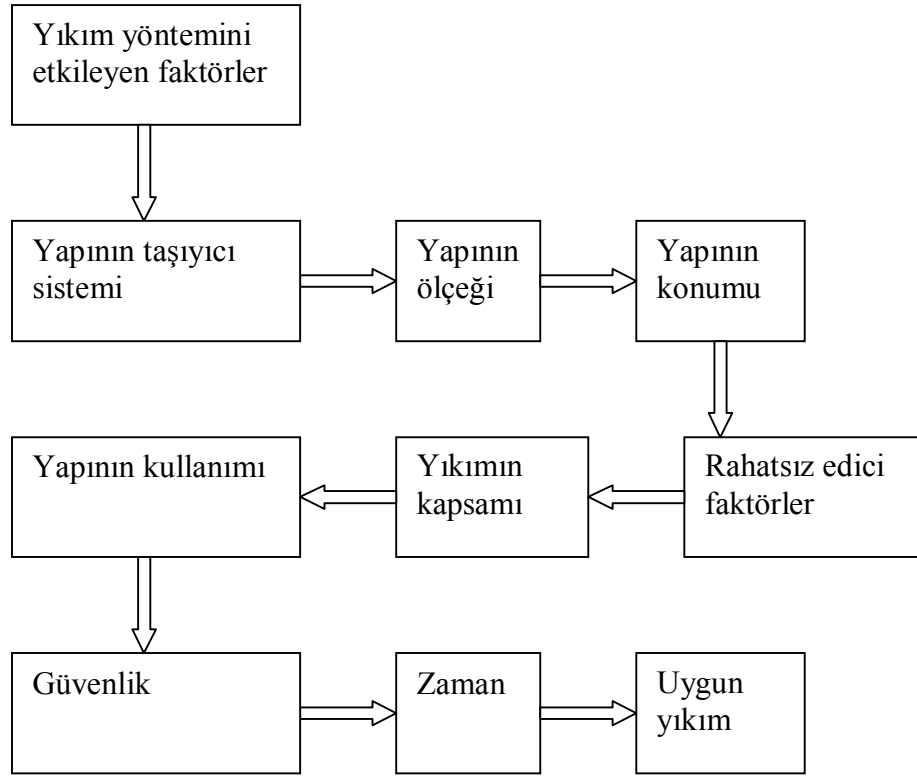 Yıkım yöntemini
etkileyen faktörler
Yapının taşıyıcı
sistemi
Yapının
ölçeği
Yapının
konumu
Rahatsız edici
faktörler
Yıkımın
kapsamı
Yapının kullanımı
Güvenlik
Zaman
Uygun
yıkım